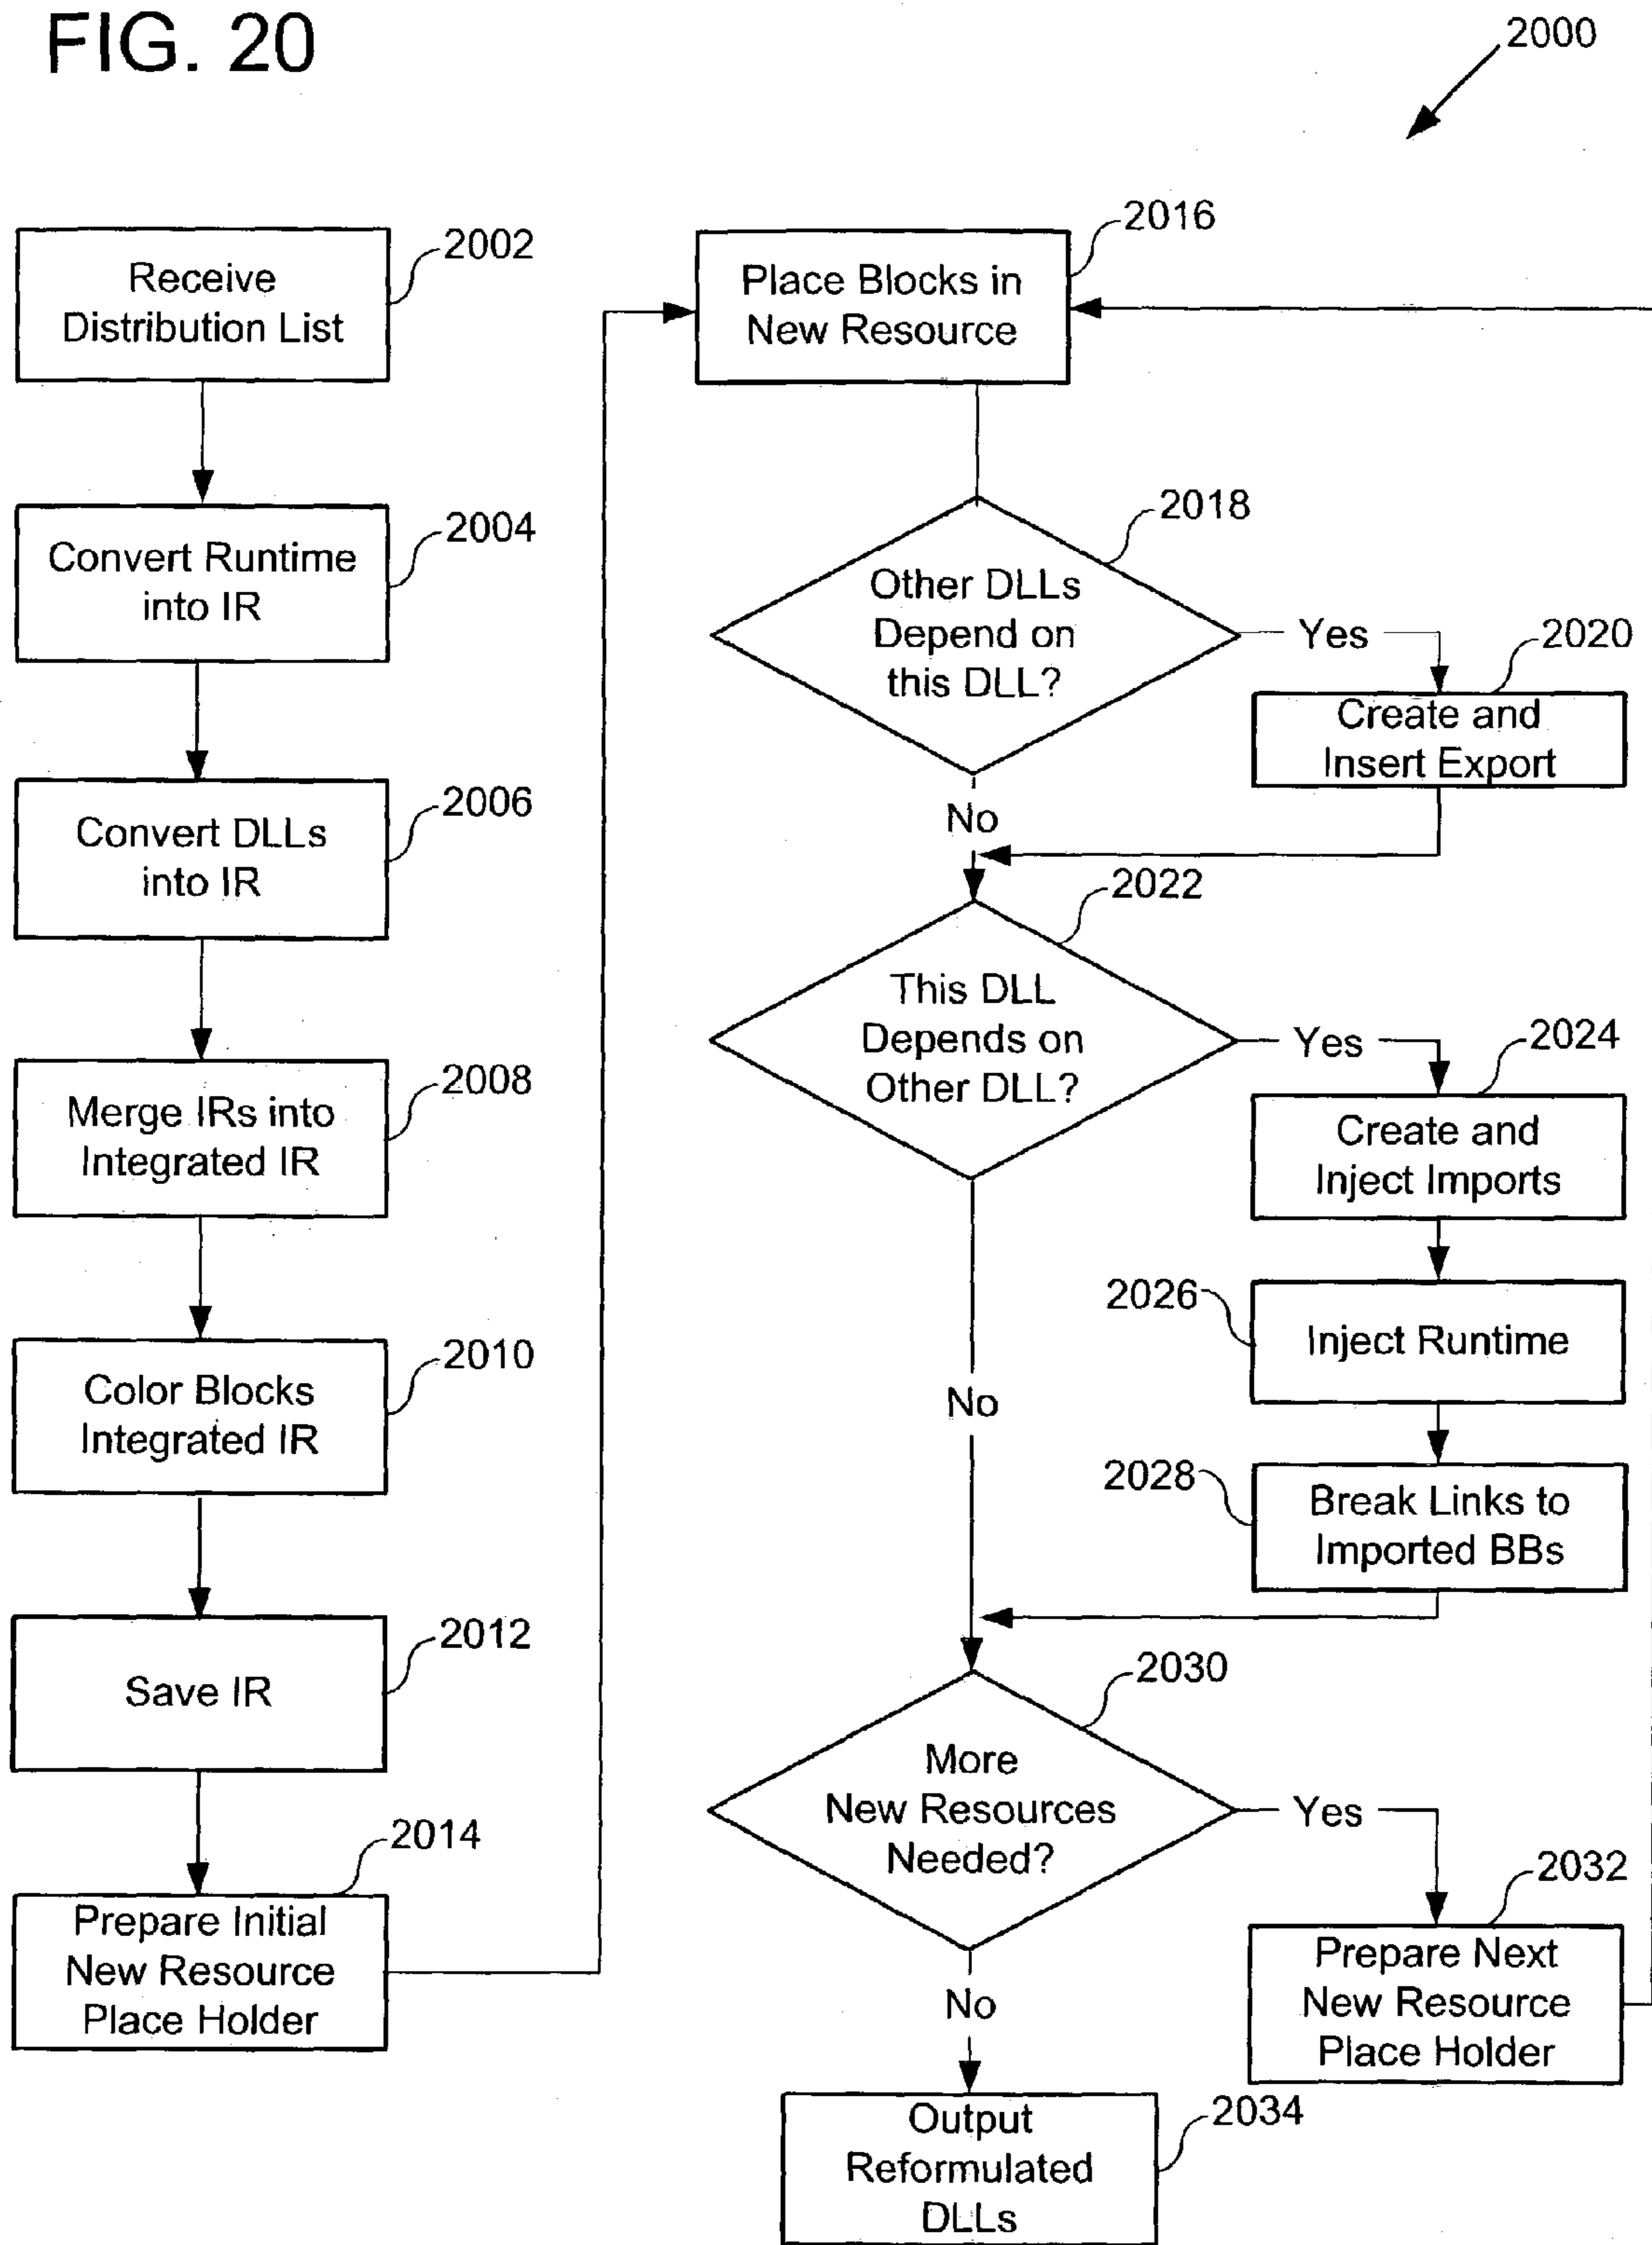 FIG. 20
2000
2002
Receive
Distribution List
2004
Convert Runtime
into IR
2006
Convert DLLs
into IR
2008
Merge IRs into
Integrated IR
2010
Color Blocks
Integrated IR
2012
Save IR
2014
Prepare Initial
New Resource
Place Holder
2016
Place Blocks in
New Resource
2018
Other DLLs
Depend on
this DLL?
Yes
2020
Create and
Insert Export
No
2022
This DLL
Depends on
Other DLL?
Yes
2024
Create and
Inject Imports
2026
Inject Runtime
No
2028
Break Links to
Imported BBs
2030
More
New Resources
Needed?
Yes
2032
Prepare Next
New Resource
Place Holder
No
2034
Output
Reformulated
DLLs